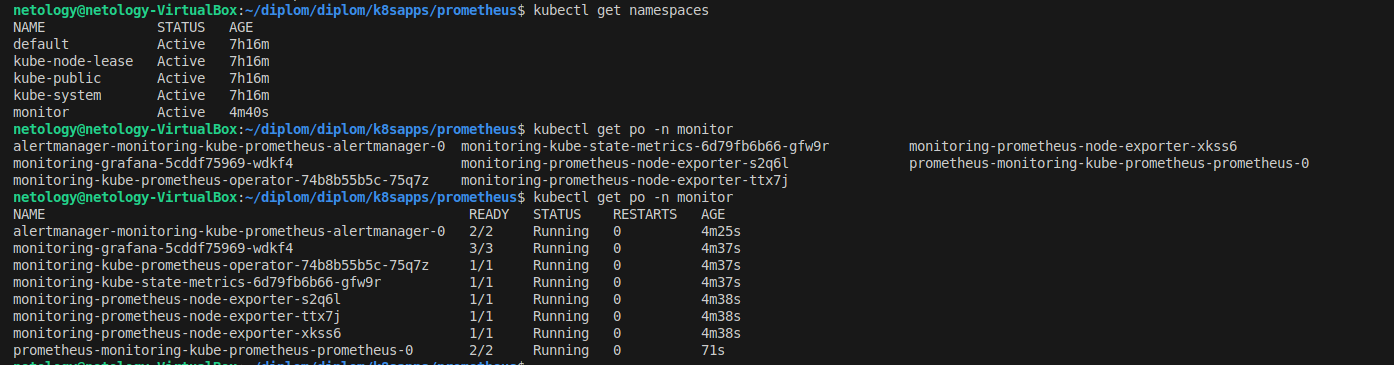 netology@netology-VirtualBox:~/diplom/diplom/k8sapps/prometheus$ kubectl get namespaces
NAME              STATUS   AGE
default           Active   7h16m
kube-node-lease   Active   7h16m
kube-public       Active   7h16m
kube-system       Active   7h16m
monitor           Active   4m40s
netology@netology-VirtualBox:~/diplom/diplom/k8sapps/prometheus$ kubectl get po -n monitor
alertmanager-monitoring-kube-prometheus-alertmanager-0  monitoring-kube-state-metrics-6d79fb6b66-gfw9r          monitoring-prometheus-node-exporter-xkss6
monitoring-grafana-5cddf75969-wdkf4                     monitoring-prometheus-node-exporter-s2q6l               prometheus-monitoring-kube-prometheus-prometheus-0
monitoring-kube-prometheus-operator-74b8b55b5c-75q7z    monitoring-prometheus-node-exporter-ttx7j
netology@netology-VirtualBox:~/diplom/diplom/k8sapps/prometheus$ kubectl get po -n monitor
NAME                                                     READY   STATUS    RESTARTS   AGE
alertmanager-monitoring-kube-prometheus-alertmanager-0   2/2     Running   0          4m25s
monitoring-grafana-5cddf75969-wdkf4                      3/3     Running   0          4m37s
monitoring-kube-prometheus-operator-74b8b55b5c-75q7z     1/1     Running   0          4m37s
monitoring-kube-state-metrics-6d79fb6b66-gfw9r           1/1     Running   0          4m37s
monitoring-prometheus-node-exporter-s2q6l                1/1     Running   0          4m38s
monitoring-prometheus-node-exporter-ttx7j                1/1     Running   0          4m38s
monitoring-prometheus-node-exporter-xkss6                1/1     Running   0          4m38s
prometheus-monitoring-kube-prometheus-prometheus-0       2/2     Running   0          71s
netology@netology-VirtualBox:~/diplom/diplom/k8sapps/prometheus$